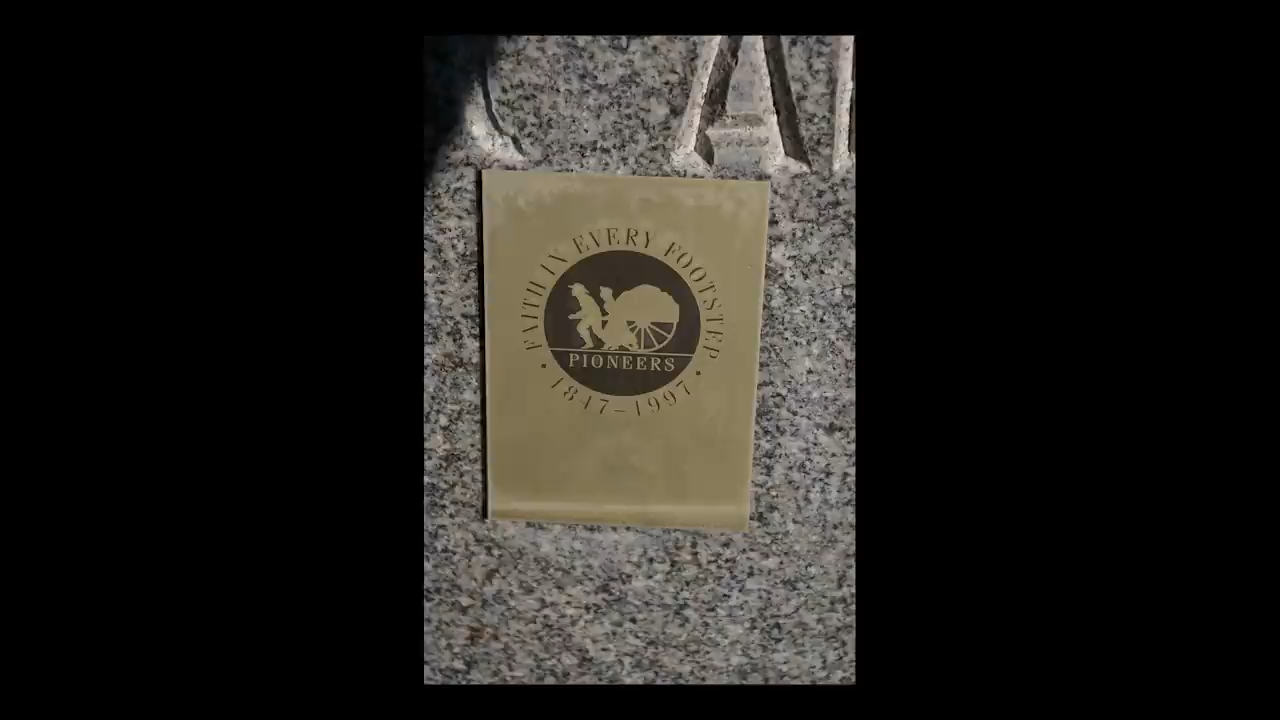 A
FAITH IN EVERY FOOTSTEP
PIONEERS
• 1847–1997 •